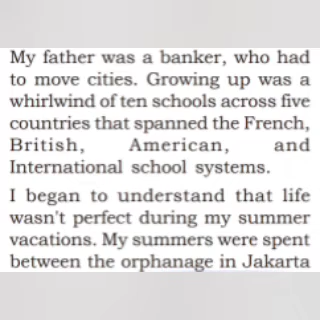 My father was a banker, who had
to move cities. Growing up was a
whirlwind of ten schools across five
countries that spanned the French,
British, American, and
International school systems.
I began to understand that life
wasn't perfect during my summer
vacations. My summers were spent
between the orphanage in Jakarta